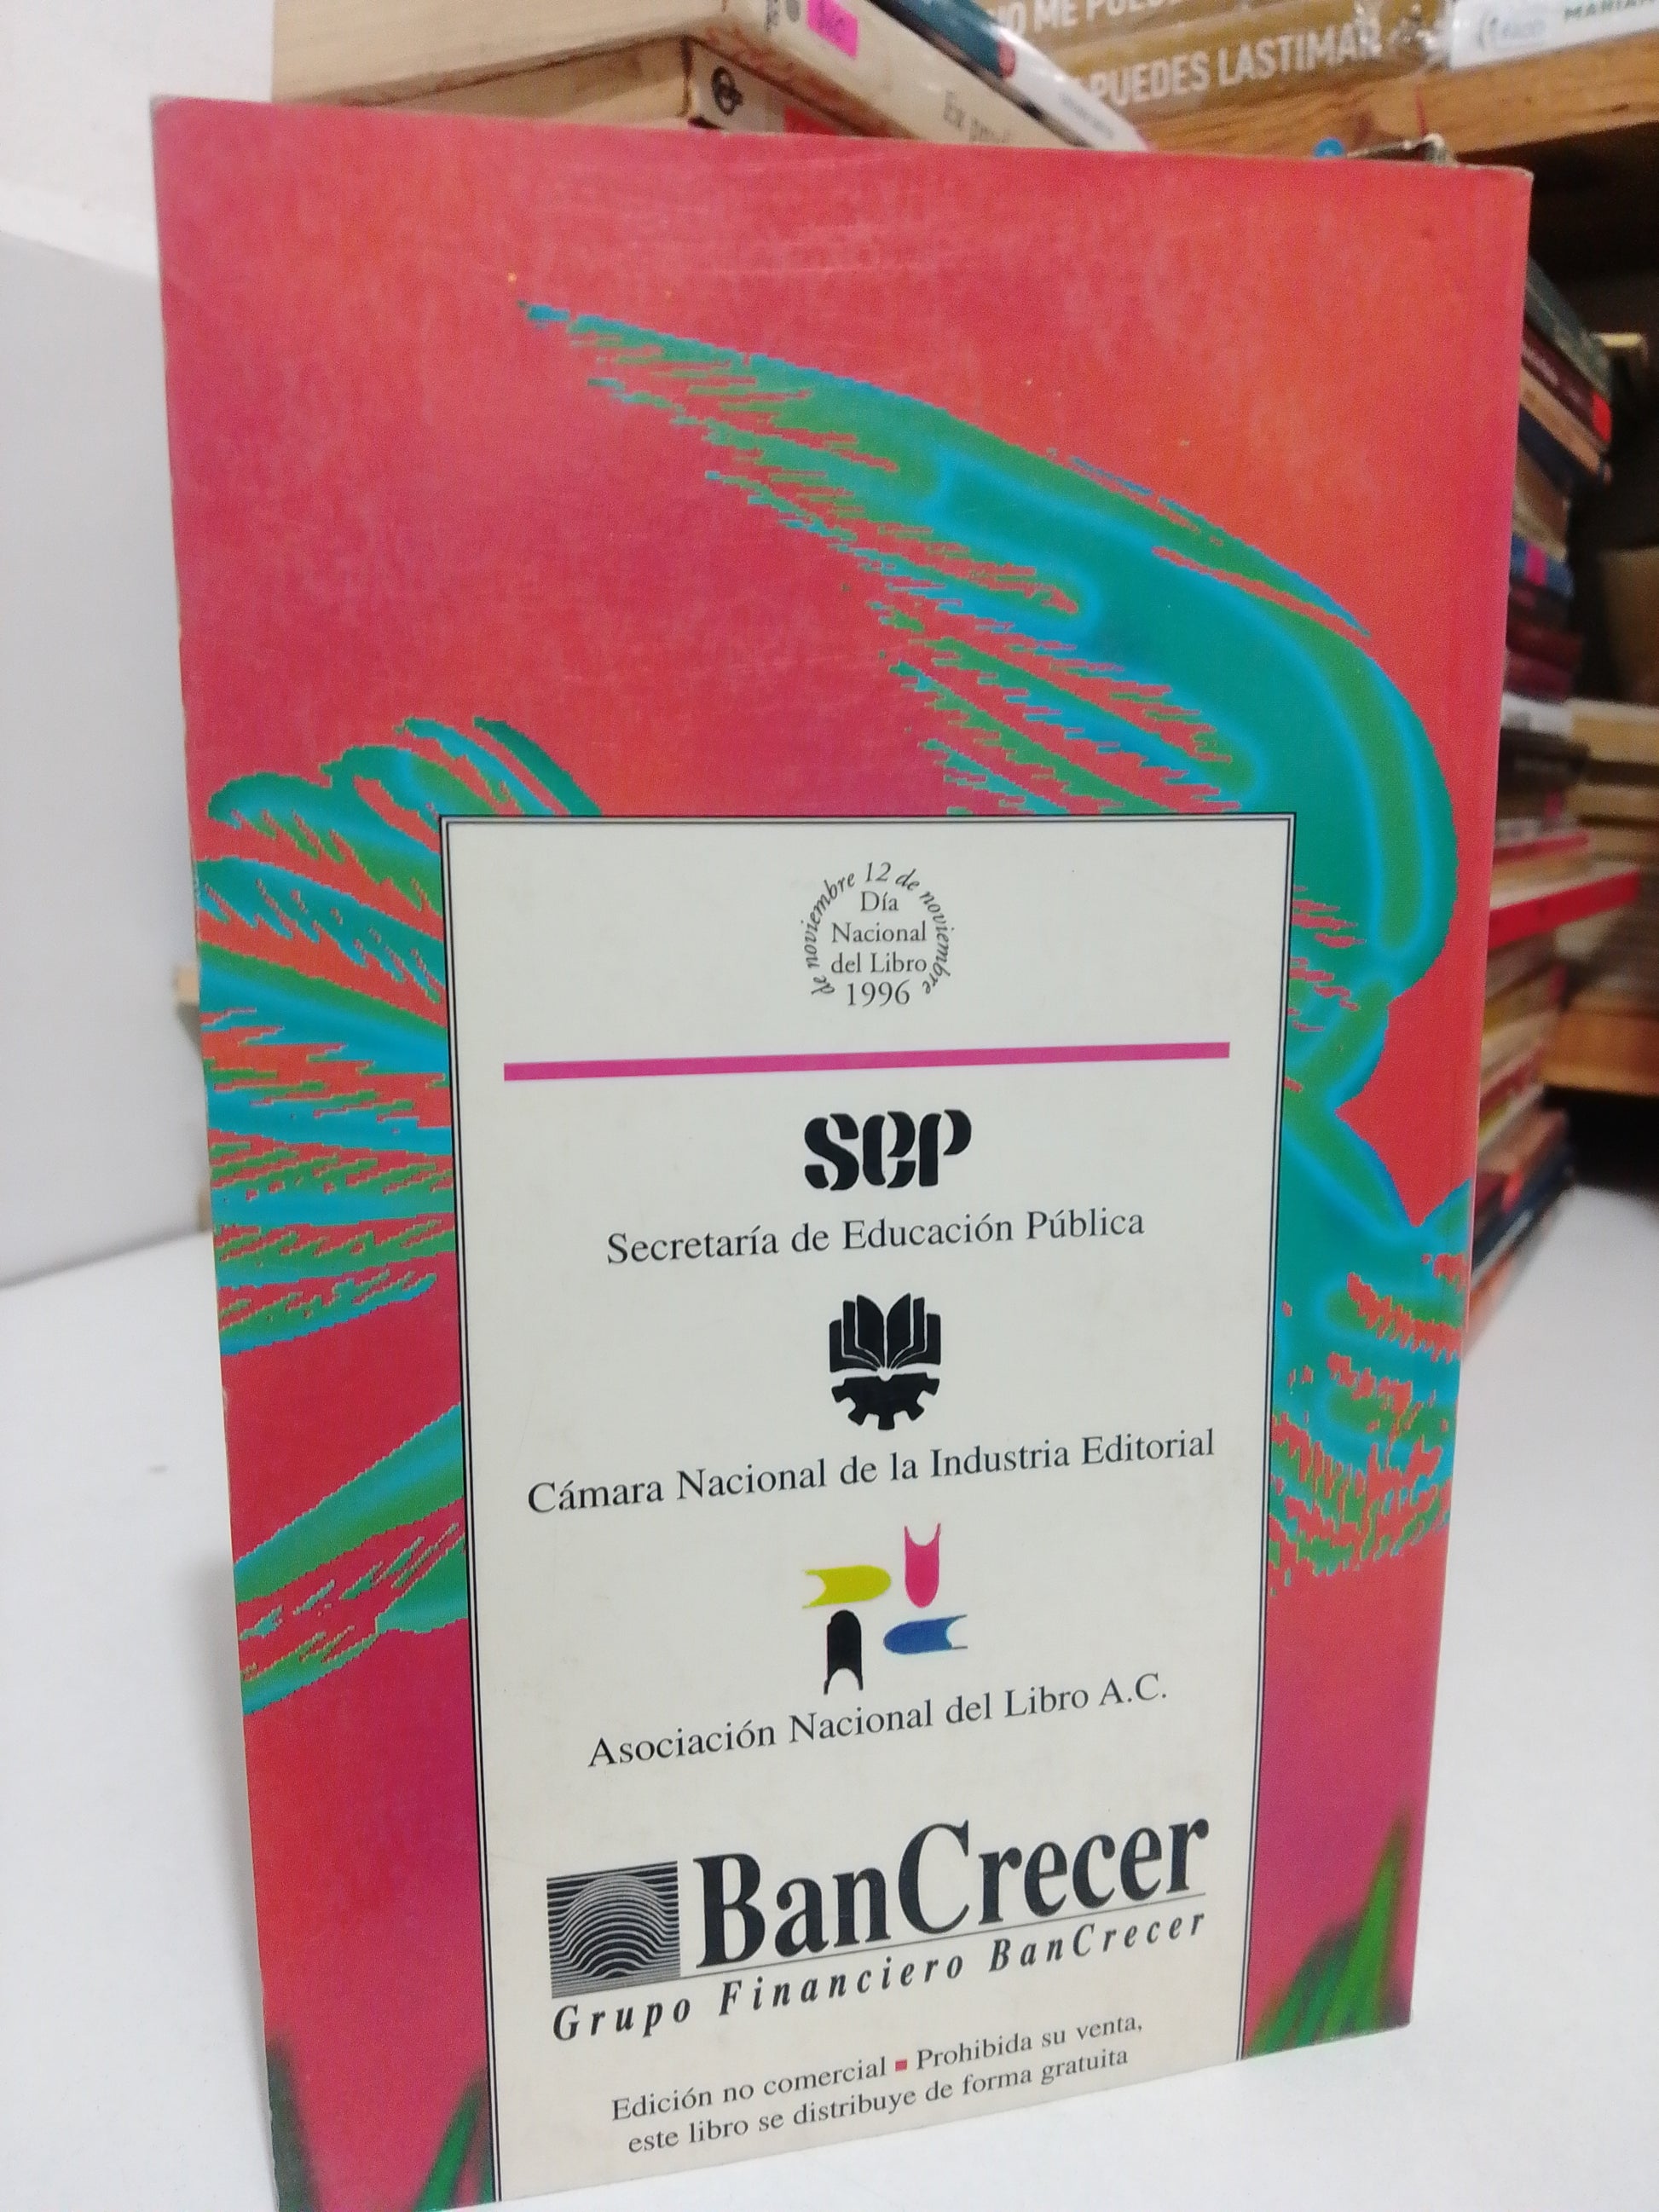 PUEDES LASTIMAR
de noviembre 12 de noviembre
Día
Nacional
del Libro
1996
SEP
Secretaría de Educación Pública
Cámara Nacional de la Industria Editorial
Asociación Nacional del Libro A.C.
BanCrecer
Grupo Financiero BanCrecer
Edición no comercial ▪ Prohibida su venta,
este libro se distribuye de forma gratuita